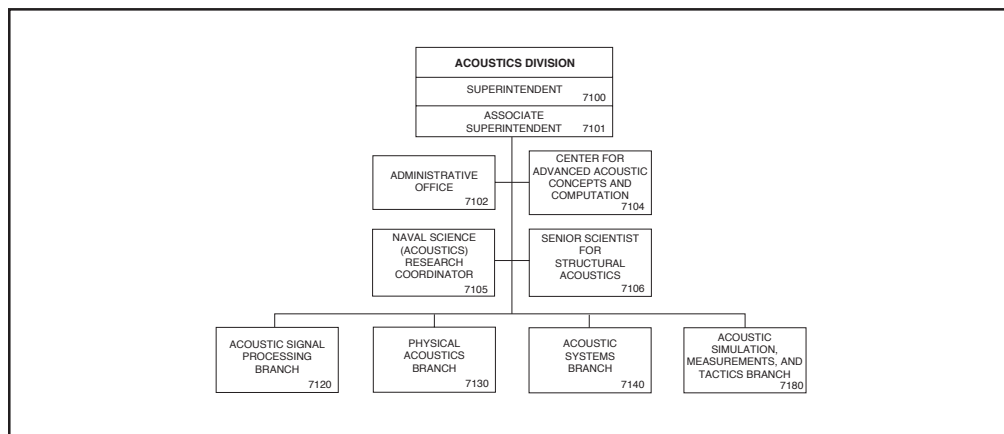 ACOUSTICS DIVISION
SUPERINTENDENT
7100
ASSOCIATE
SUPERINTENDENT 7101
ADMINISTRATIVE
OFFICE
7102
CENTER FOR
ADVANCED ACOUSTIC
CONCEPTS AND
COMPUTATION
7104
NAVAL SCIENCE
(ACOUSTICS)
RESEARCH
COORDINATOR
7105
SENIOR SCIENTIST
FOR
STRUCTURAL
ACOUSTICS
7106
ACOUSTIC SIGNAL
PROCESSING
BRANCH
7120
PHYSICAL
ACOUSTICS
BRANCH
7130
ACOUSTIC
SYSTEMS
BRANCH
7140
ACOUSTIC
SIMULATION,
MEASUREMENTS, AND
TACTICS BRANCH
7180